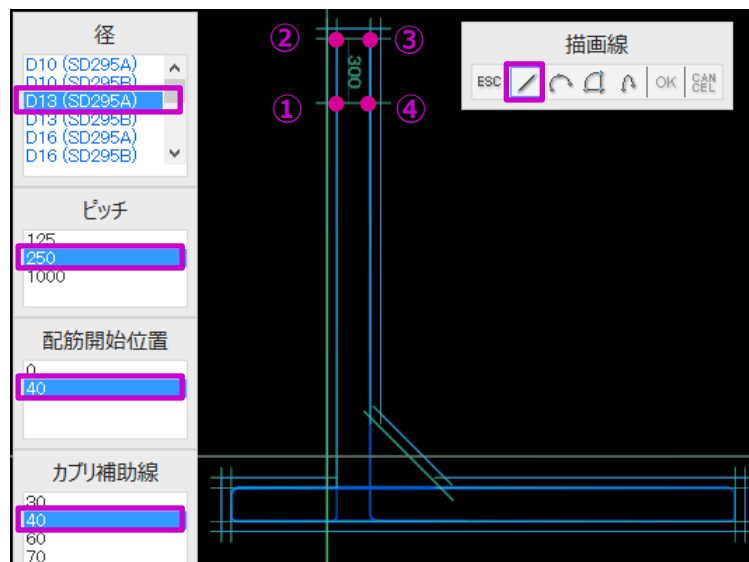 径
D10 (SD295A)
D10 (SD295B)
D13 (SD295A)
D13 (SD295B)
D16 (SD295A)
D16 (SD295B)
ピッチ
125
250
1000
配筋開始位置
0
40
カブリ補助線
30
40
60
70
② ③
300
① ④
描画線
ESC OK CAN
CEL